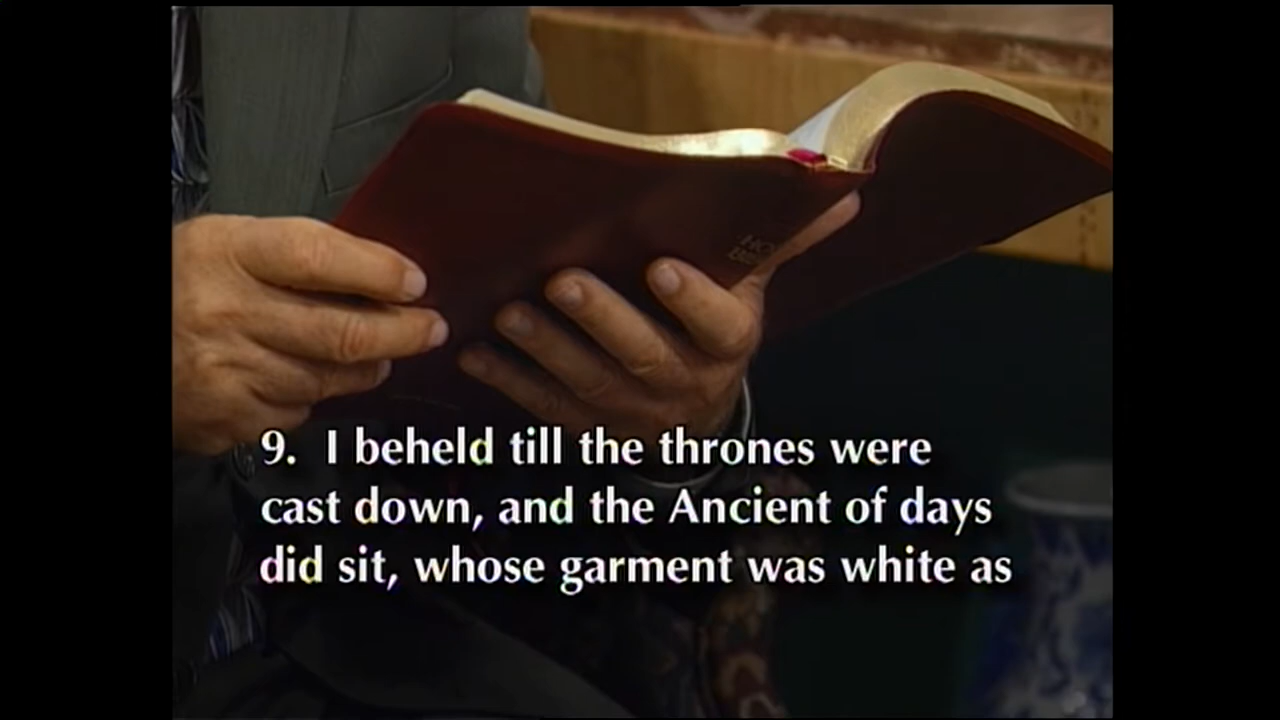 HOLY
9.  I beheld till the thrones were
cast down, and the Ancient of days
did sit, whose garment was white as